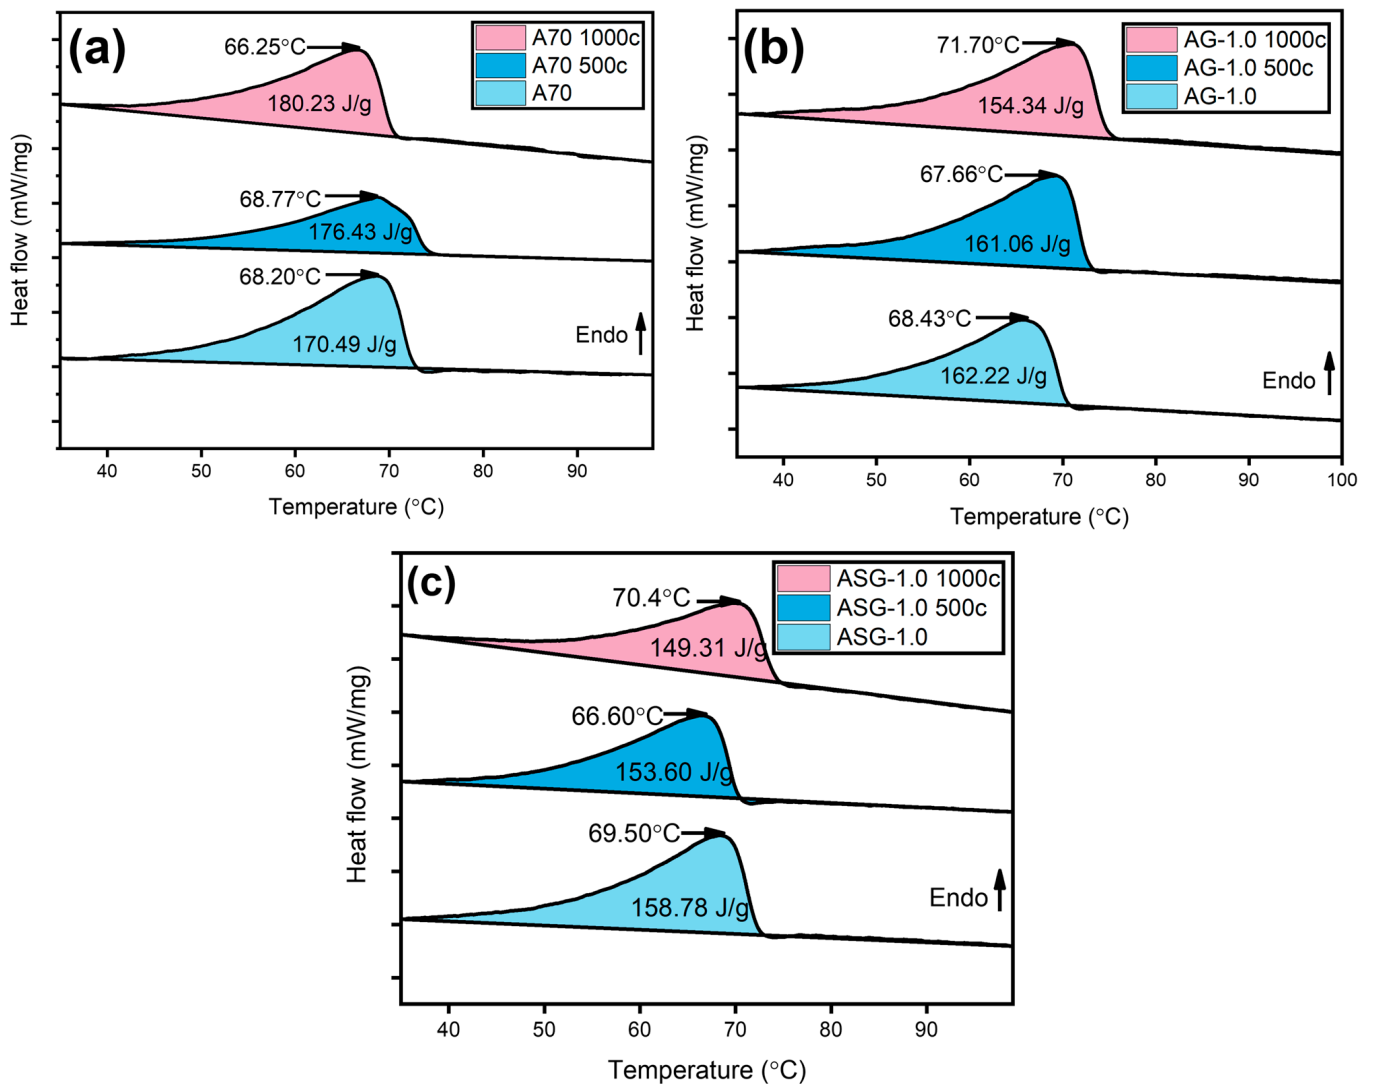 (a)
66.25°C
180.23 J/g
A70 1000c
A70 500c
A70
68.77°C
176.43 J/g
68.20°C
170.49 J/g
Endo
Heat flow (mW/mg)
40 50 60 70 80 90
Temperature (°C)
(b)
71.70°C
154.34 J/g
AG-1.0 1000c
AG-1.0 500c
AG-1.0
67.66°C
161.06 J/g
68.43°C
162.22 J/g
Endo
Heat flow (mW/mg)
40 50 60 70 80 90 100
Temperature (°C)
(c)
70.4°C
149.31 J/g
ASG-1.0 1000c
ASG-1.0 500c
ASG-1.0
66.60°C
153.60 J/g
69.50°C
158.78 J/g
Endo
Heat flow (mW/mg)
40 50 60 70 80 90
Temperature (°C)